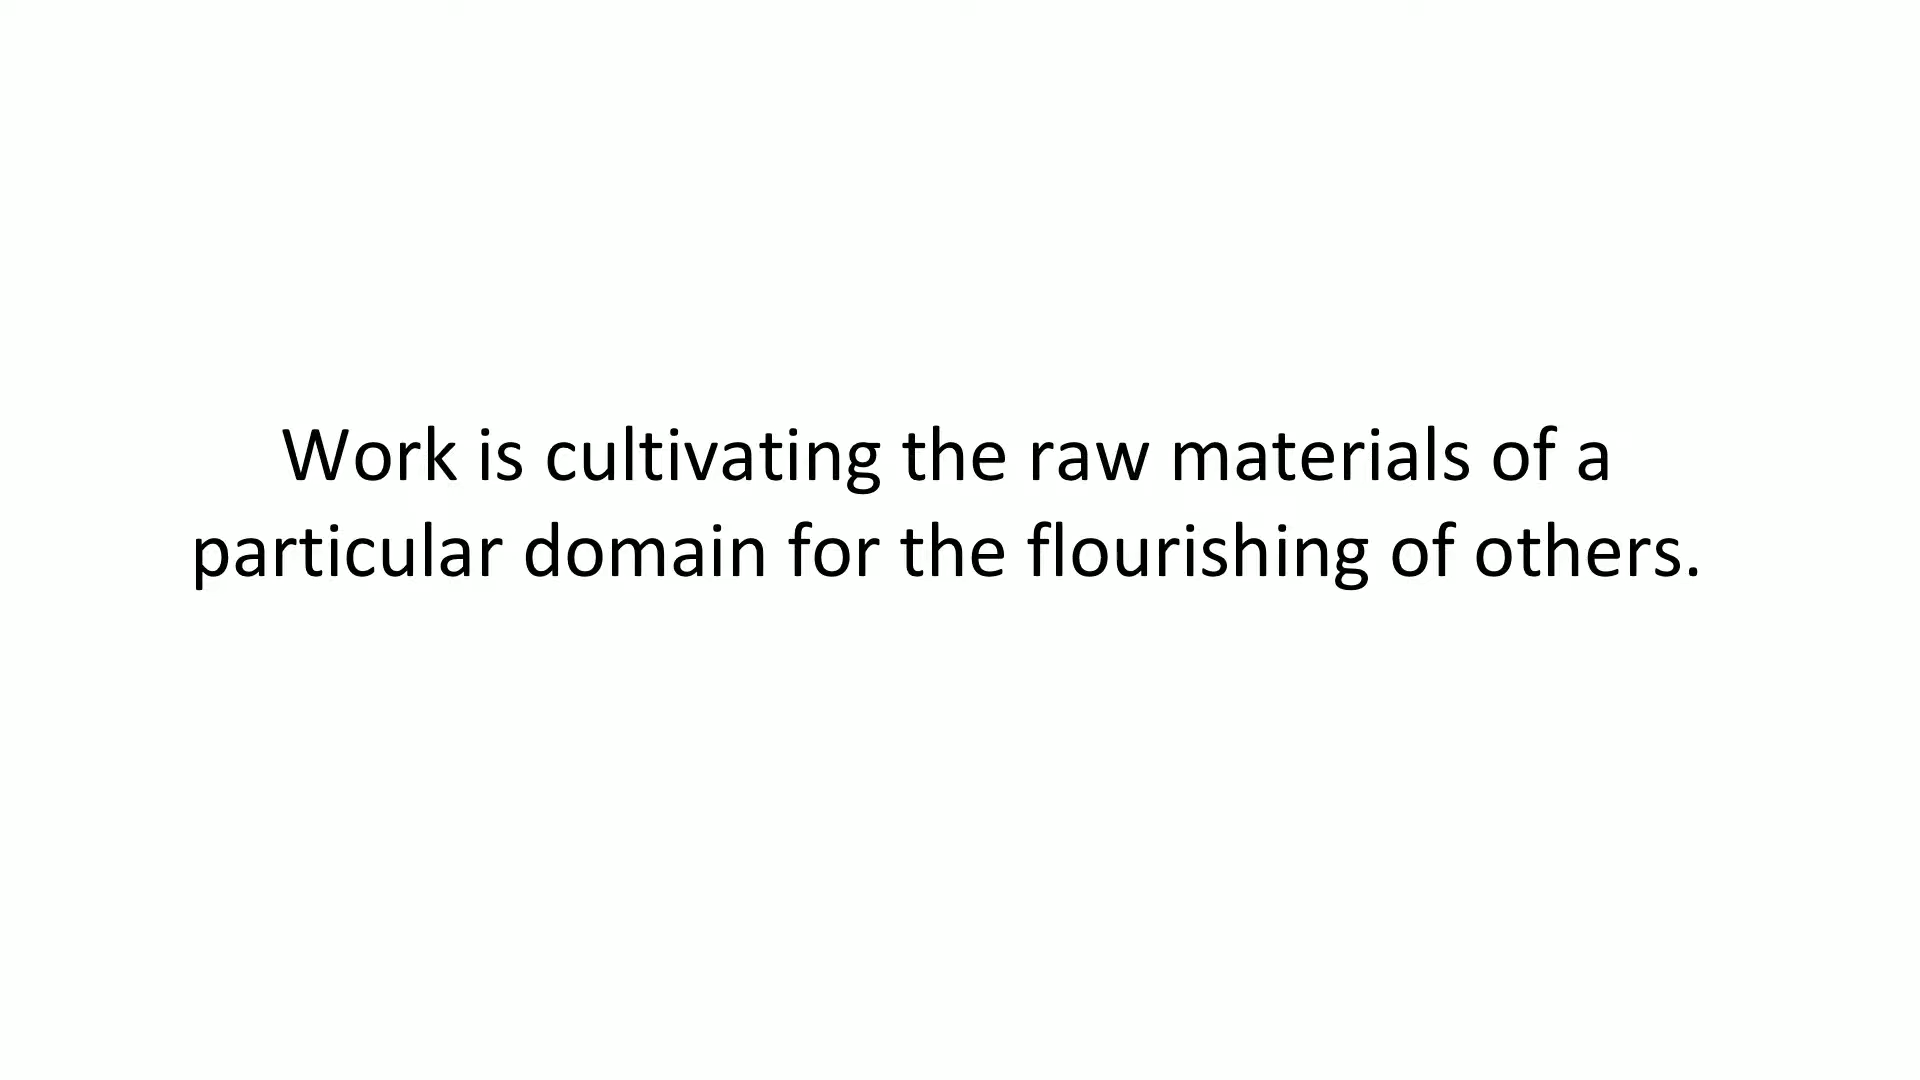 Work is cultivating the raw materials of a
particular domain for the flourishing of others.